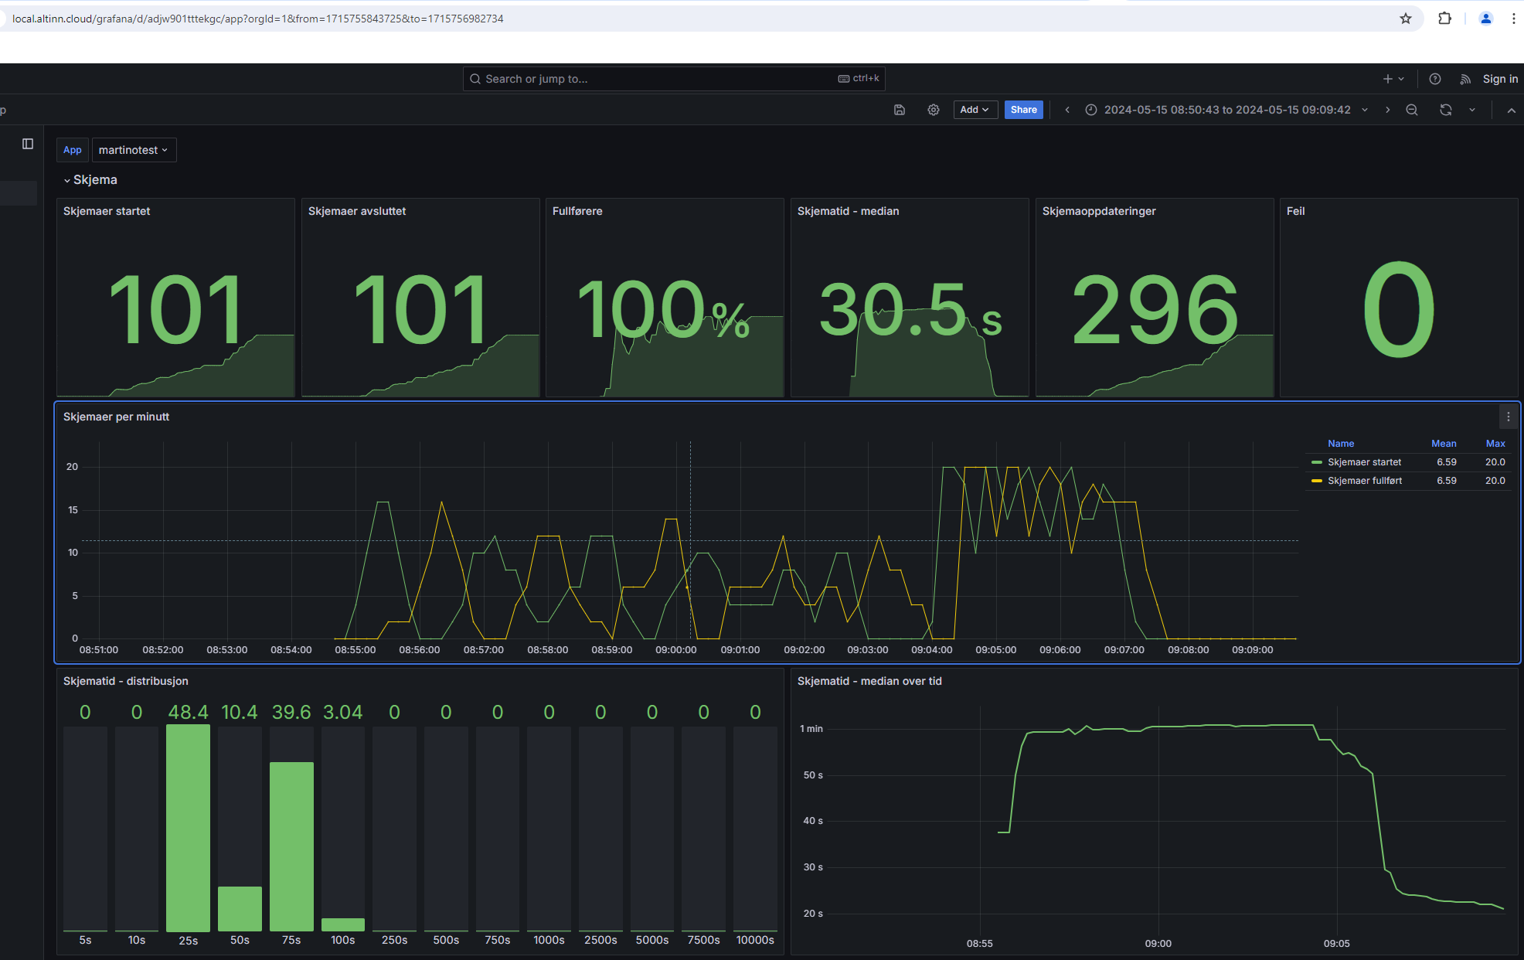 local.altinn.cloud/grafana/d/adjw901tttekgc/app?orgId=1&from=1715755843725&to=1715756982734
Search or jump to... ctrl+k Sign in
p Add Share 2024-05-15 08:50:43 to 2024-05-15 09:09:42
App martinotest
Skjema
Skjemaer startet Skjemaer avsluttet Fullførere Skjematid - median Skjemaoppdateringer Feil
101 101 100% 30.5 s 296 0
Skjemaer per minutt
Name Mean Max
Skjemaer startet 6.59 20.0
Skjemaer fullført 6.59 20.0
20
15
10
5
0
08:51:00 08:52:00 08:53:00 08:54:00 08:55:00 08:56:00 08:57:00 08:58:00 08:59:00 09:00:00 09:01:00 09:02:00 09:03:00 09:04:00 09:05:00 09:06:00 09:07:00 09:08:00 09:09:00
Skjematid - distribusjon
0 0 48.4 10.4 39.6 3.04 0 0 0 0 0 0 0 0
5s 10s 25s 50s 75s 100s 250s 500s 750s 1000s 2500s 5000s 7500s 10000s
Skjematid - median over tid
1 min
50 s
40 s
30 s
20 s
08:55 09:00 09:05